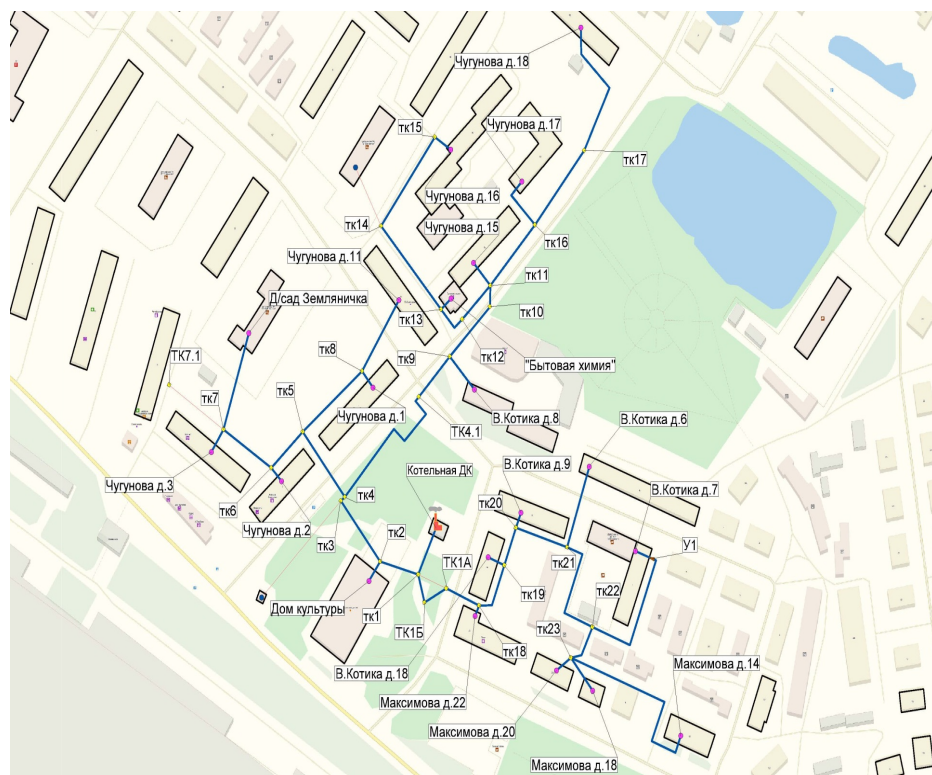 Чугунова д.18
Чугунова д.17
тк15
тк17
Чугунова д.16
тк14
Чугунова д.15
тк16
Чугунова д.11
тк11
Д/сад Земляничка
тк10
тк13
тк8
тк9
тк12
"Бытовая химия"
ТК7.1
тк7
тк5
Чугунова д.1
ТК4.1
В.Котика д.8
В.Котика д.6
Чугунова д.3
тк6
Чугунова д.2
тк3
тк4
Котельная ДК
В.Котика д.9
В.Котика д.7
тк20
тк2
ТК1А
тк21
У1
Дом культуры
тк1
ТК1Б
тк19
тк22
тк18
тк23
В.Котика д.18
Максимова д.22
Максимова д.14
Максимова д.20
Максимова д.18